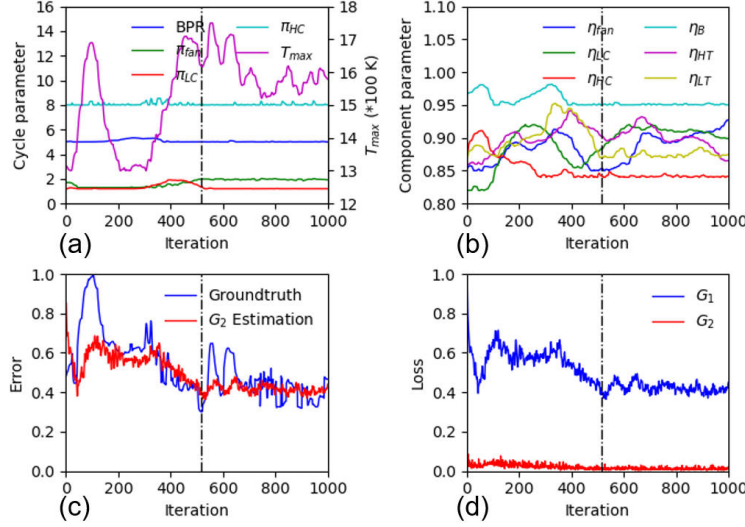 16 BPR π_HC 18
14 π_fan T_max 17
12 π_LC
10 16
8 15
6 14
4
2 13
0 12
Cycle parameter
T_max (*100 K)
0 200 400 600 800 1000
(a) Iteration
1.00 η_fan η_B
η_LC η_HT
0.95 η_HC η_LT
0.90
0.85
0.80
Component parameter
0 200 400 600 800 1000
(b) Iteration
1.0 Groundtruth
0.8 G_2 Estimation
0.6
0.4
0.2
0.0
Error
0 200 400 600 800 1000
(c) Iteration
1.0 G_1
0.8 G_2
0.6
0.4
0.2
0.0
Loss
0 200 400 600 800 1000
(d) Iteration